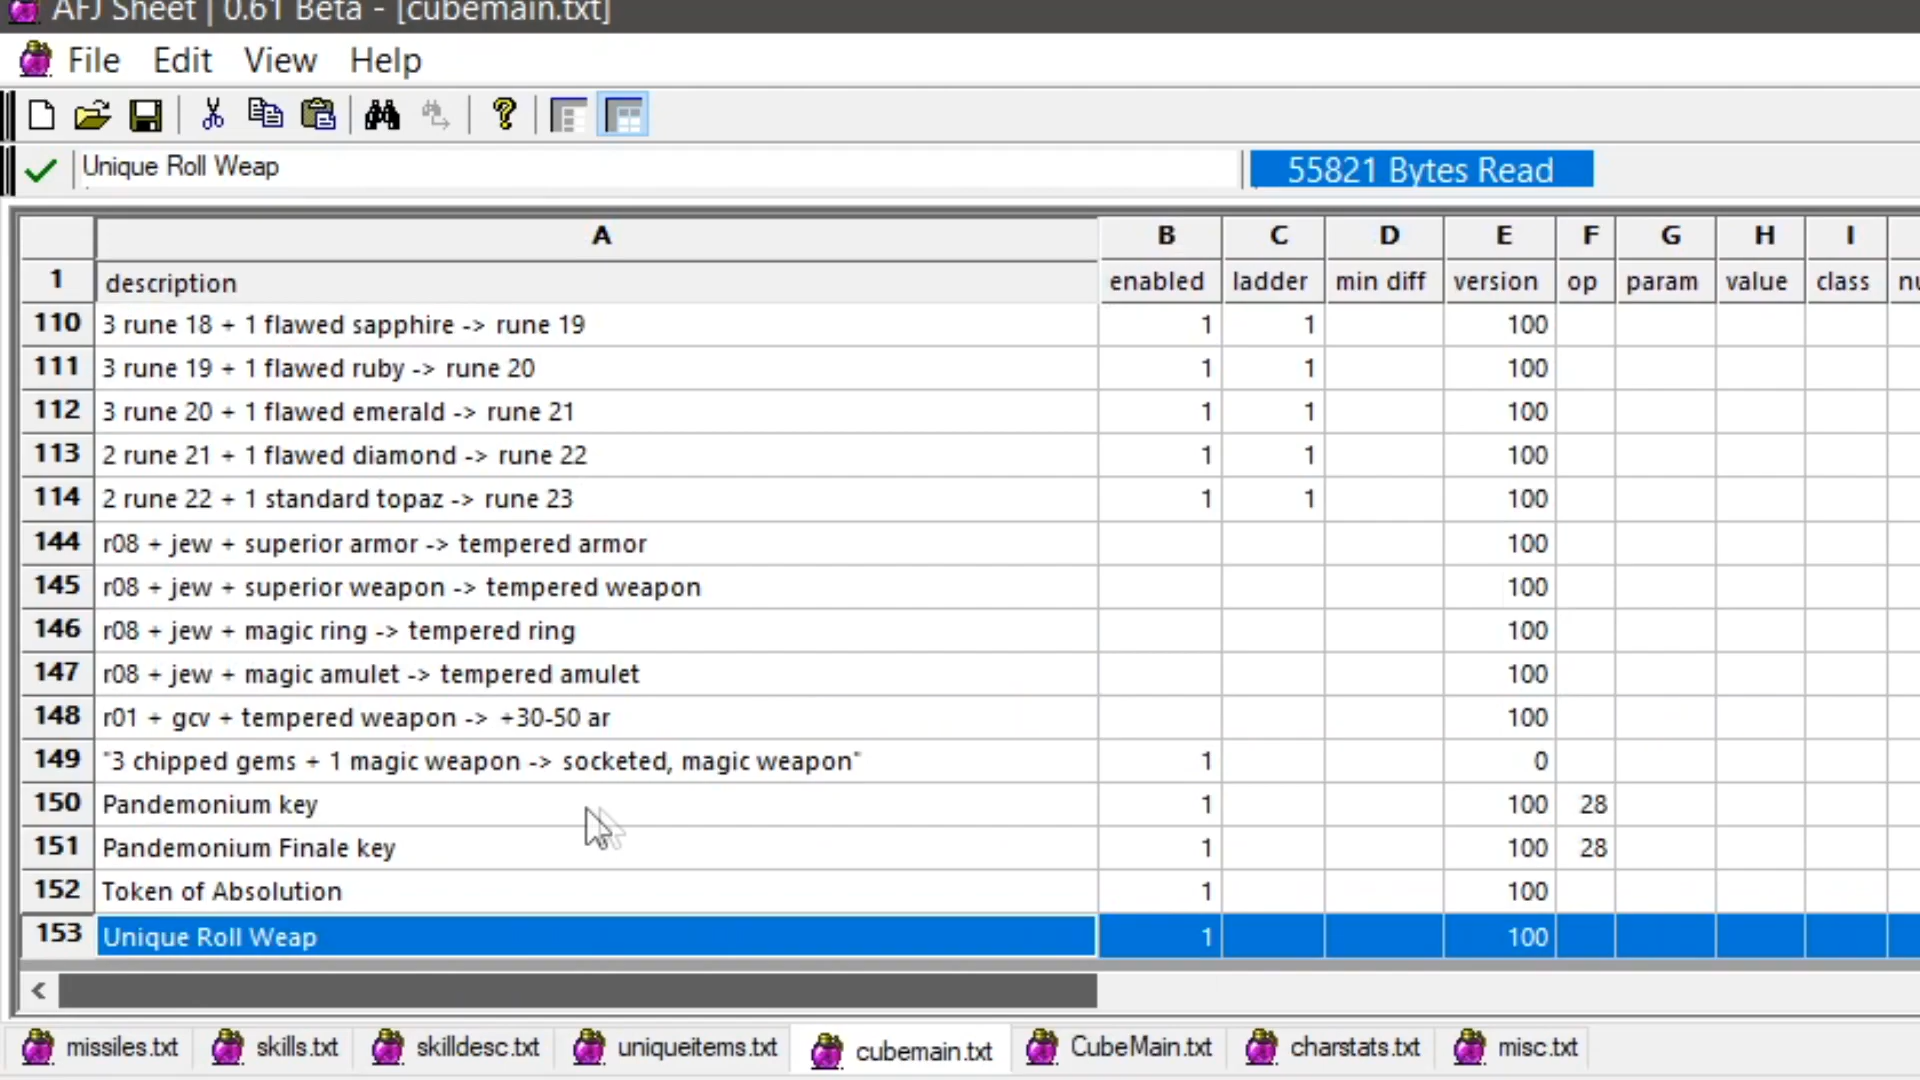 AFJ Sheet | 0.61 Beta - [cubemain.txt]
File Edit View Help
Unique Roll Weap 55821 Bytes Read
A B C D E F G H I
1 description enabled ladder min diff version op param value class
110 3 rune 18 + 1 flawed sapphire -> rune 19 1 1 100
111 3 rune 19 + 1 flawed ruby -> rune 20 1 1 100
112 3 rune 20 + 1 flawed emerald -> rune 21 1 1 100
113 2 rune 21 + 1 flawed diamond -> rune 22 1 1 100
114 2 rune 22 + 1 standard topaz -> rune 23 1 1 100
144 r08 + jew + superior armor -> tempered armor 100
145 r08 + jew + superior weapon -> tempered weapon 100
146 r08 + jew + magic ring -> tempered ring 100
147 r08 + jew + magic amulet -> tempered amulet 100
148 r01 + gcv + tempered weapon -> +30-50 ar 100
149 "3 chipped gems + 1 magic weapon -> socketed, magic weapon" 1 0
150 Pandemonium key 1 100 28
151 Pandemonium Finale key 1 100 28
152 Token of Absolution 1 100
153 Unique Roll Weap 1 100
missiles.txt skills.txt skilldesc.txt uniqueitems.txt cubemain.txt CubeMain.txt charstats.txt misc.txt